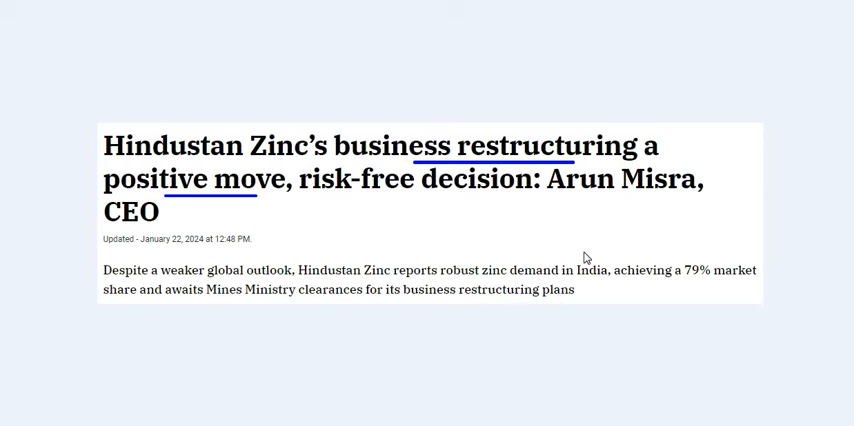 Hindustan Zinc’s business restructuring a
positive move, risk-free decision: Arun Misra,
CEO
Updated - January 22, 2024 at 12:48 PM.
Despite a weaker global outlook, Hindustan Zinc reports robust zinc demand in India, achieving a 79% market
share and awaits Mines Ministry clearances for its business restructuring plans